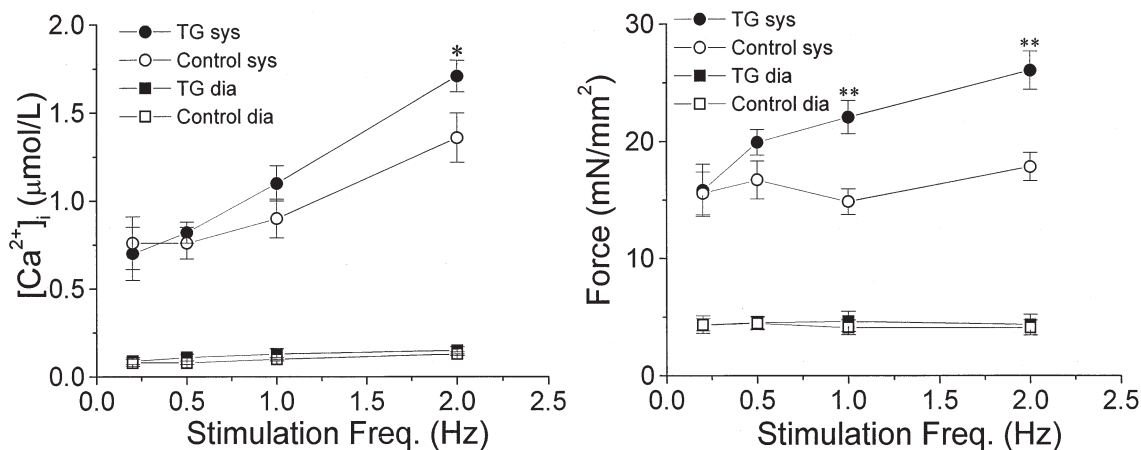 2.0
1.5
1.0
0.5
0.0
[Ca²⁺]ᵢ (μmol/L)
TG sys
Control sys
TG dia
Control dia
*
0.0 0.5 1.0 1.5 2.0 2.5
Stimulation Freq. (Hz)
30
20
10
0
Force (mN/mm²)
TG sys
Control sys
TG dia
Control dia
**
**
0.0 0.5 1.0 1.5 2.0 2.5
Stimulation Freq. (Hz)